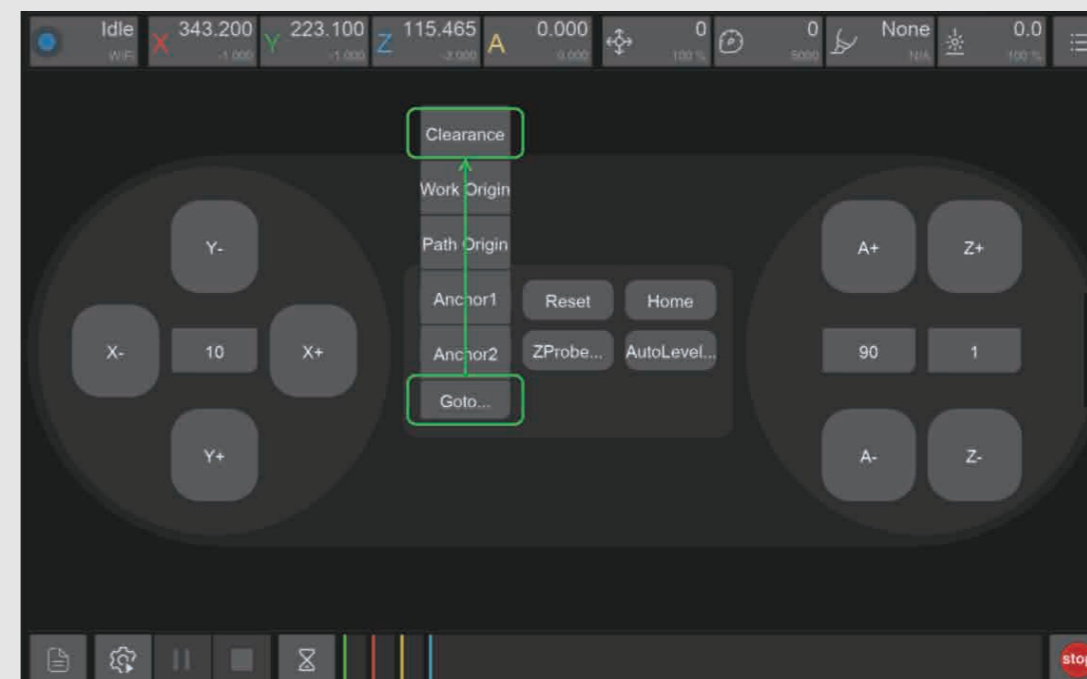 Idle
WiFi
X 343.200
-1.000
Y 223.100
-1.000
Z 115.465
-2.000
A 0.000
0.000
0
100 %
0
5000
None
N/A
0.0
100 %
Clearance
Work Origin
Path Origin
Anchor1
Anchor2
Goto...
Reset
Home
ZProbe...
AutoLevel...
Y-
X-
10
X+
Y+
A+
Z+
90
1
A-
Z-
stop